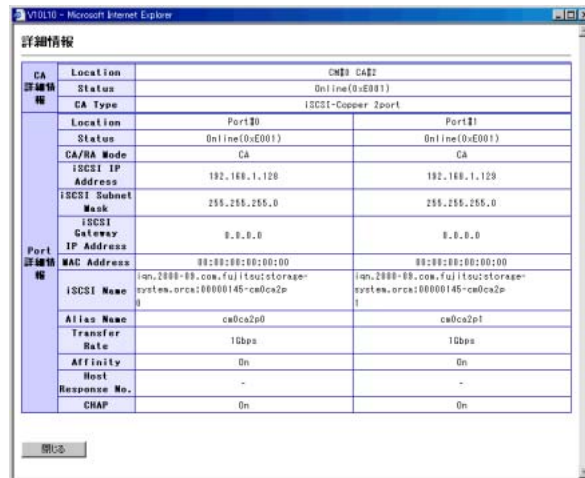 V10L10 - Microsoft Internet Explorer
詳細情報
CA
詳細情
報
Location
CM#0 CA#2
Status
Online(0xE001)
CA Type
iSCSI-Copper 2port
Port
詳細情
報
Location
Port#0
Port#1
Status
Online(0xE001)
Online(0xE001)
CA/RA Mode
CA
CA
iSCSI IP
Address
192.168.1.128
192.168.1.129
iSCSI Subnet
Mask
255.255.255.0
255.255.255.0
iSCSI
Gateway
IP Address
0.0.0.0
0.0.0.0
MAC Address
00:00:00:00:00:00
00:00:00:00:00:00
iSCSI Name
iqn.2000-09.com.fujitsu:storage-
system.orca:00000145-cm0ca2p
0
iqn.2000-09.com.fujitsu:storage-
system.orca:00000145-cm0ca2p
1
Alias Name
cm0ca2p0
cm0ca2p1
Transfer
Rate
1Gbps
1Gbps
Affinity
On
On
Host
Response No.
-
-
CHAP
On
On
閉じる